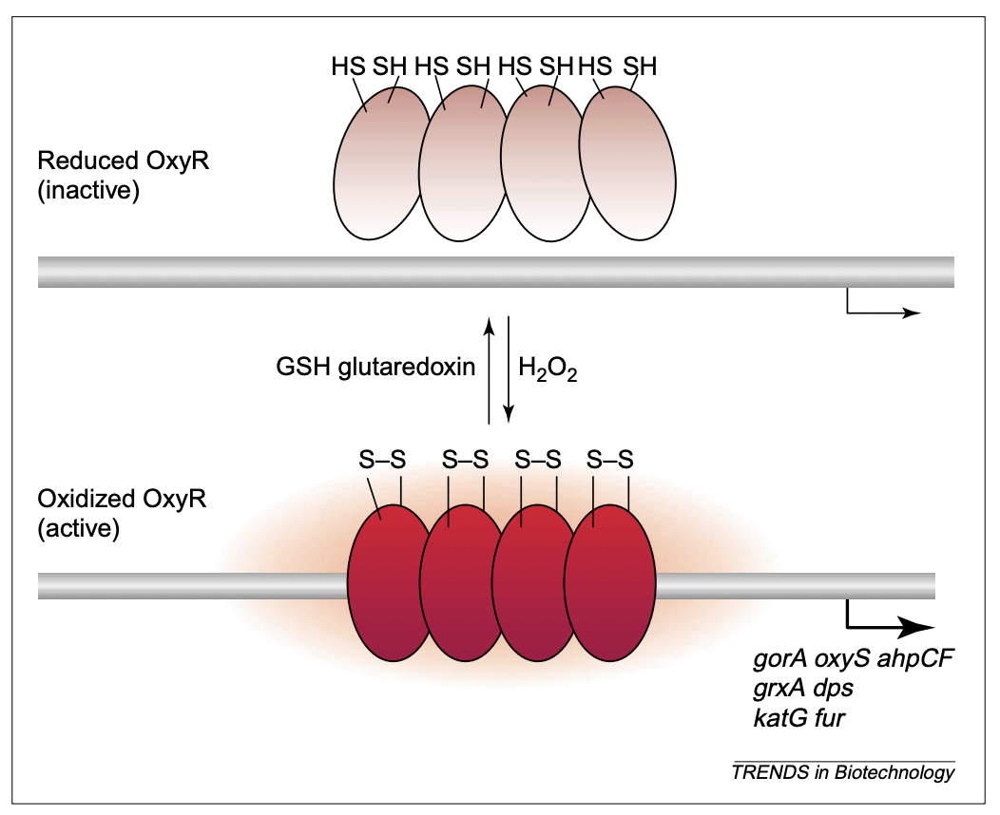 HS SH HS SH HS SH HS SH
Reduced OxyR
(inactive)
GSH glutaredoxin
H₂O₂
S–S S–S S–S S–S
Oxidized OxyR
(active)
gorA oxyS ahpCF
grxA dps
katG fur
TRENDS in Biotechnology